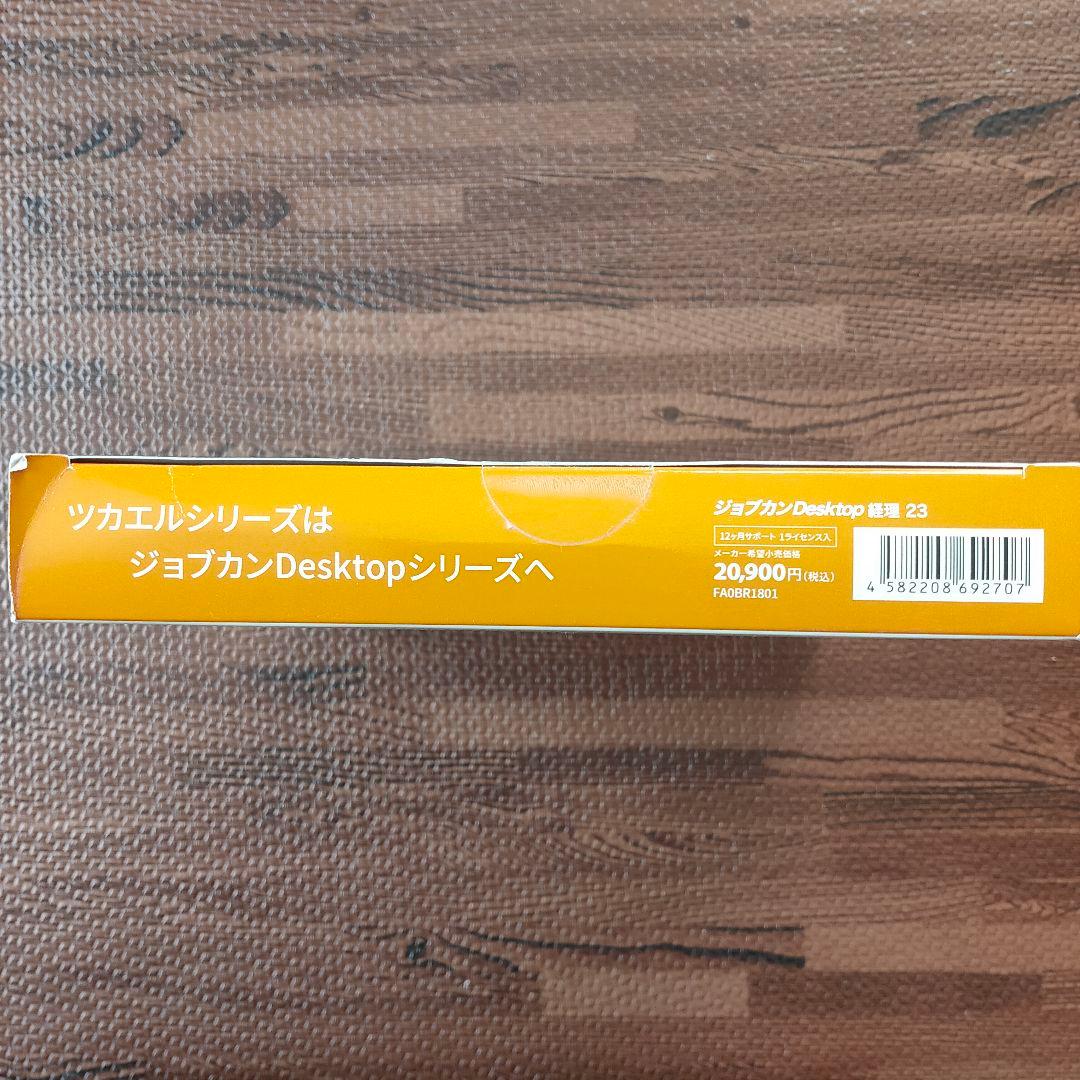 ツカエルシリーズは
ジョブカンDesktopシリーズへ
ジョブカンDesktop 経理 23
12ヶ月サポート 1ライセンス入
メーカー希望小売価格
20,900円(税込)
FA0BR1801
4 582208 692707